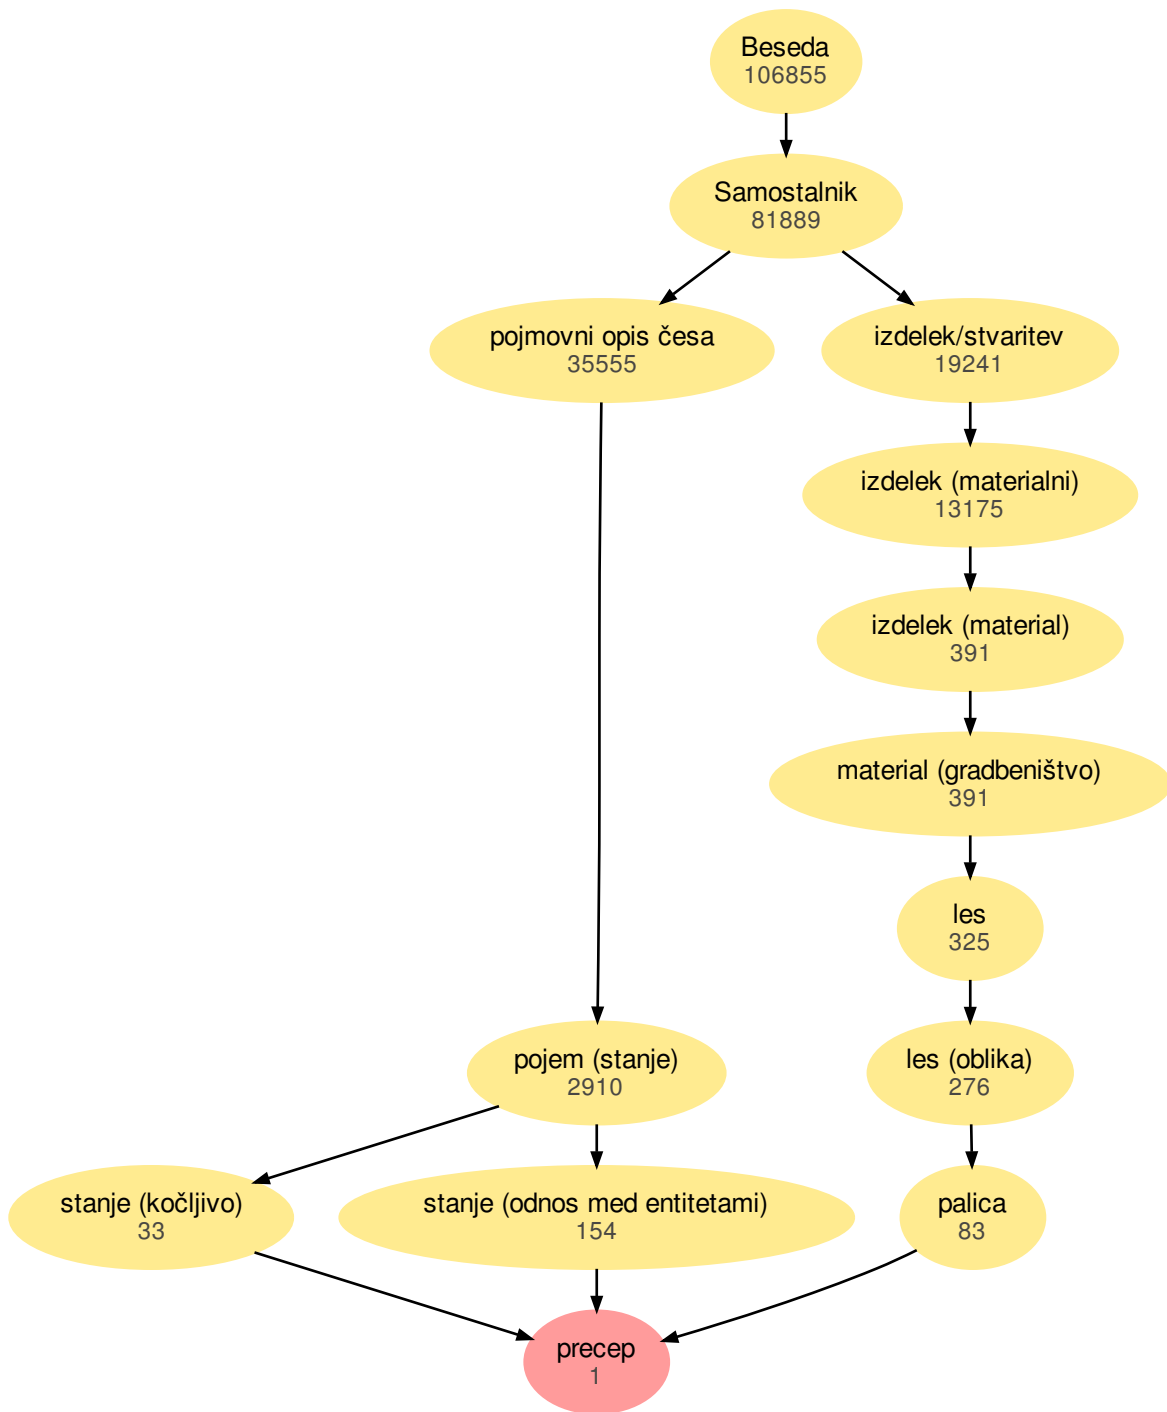 Beseda
106855
Samostalnik
81889
pojmovni opis česa
35555
izdelek/stvaritev
19241
izdelek (materialni)
13175
izdelek (material)
391
material (gradbeništvo)
391
les
325
pojem (stanje)
2910
les (oblika)
276
stanje (kočljivo)
33
stanje (odnos med entitetami)
154
palica
83
precep
1